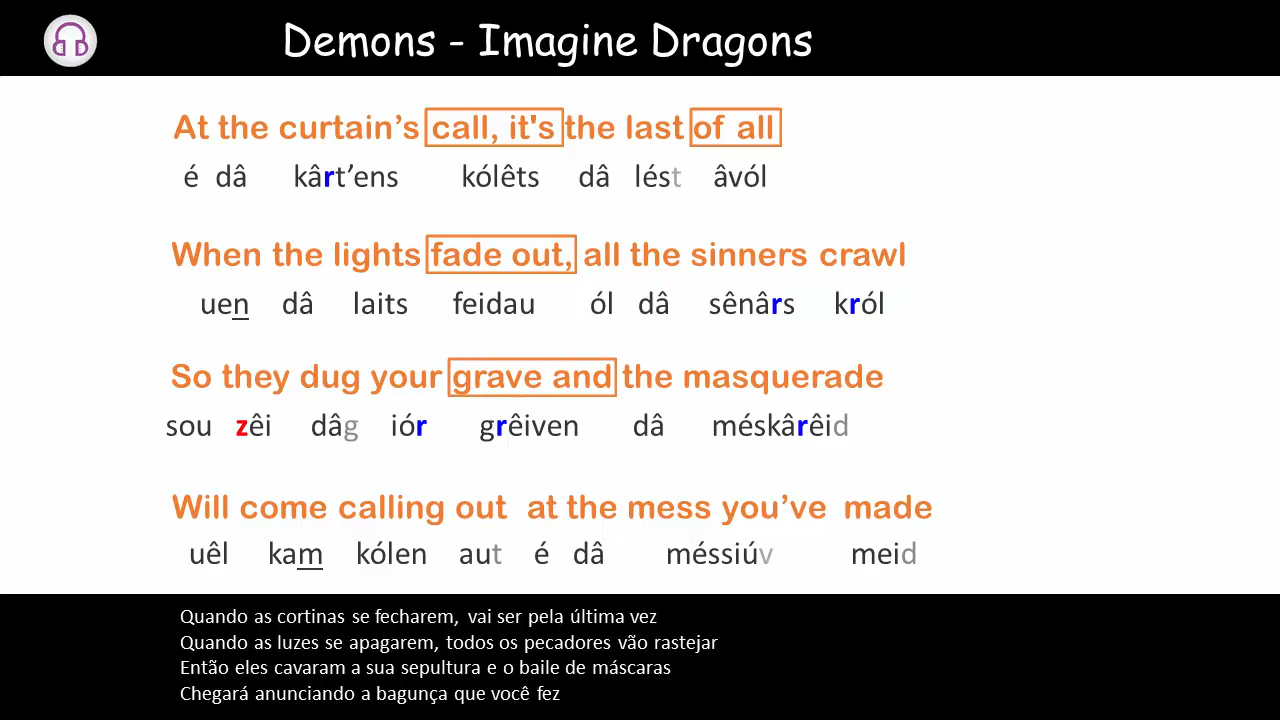 Demons - Imagine Dragons
At the curtain's call, it's the last of all
é dâ kârt'ens kólêts dâ lést âvól
When the lights fade out, all the sinners crawl
uen dâ laits feidau ól dâ sênârs król
So they dug your grave and the masquerade
sou zêi dâg iór grêiven dâ méskârêid
Will come calling out at the mess you've made
uêl kam kólen aut é dâ méssiúv meid
Quando as cortinas se fecharem, vai ser pela última vez
Quando as luzes se apagarem, todos os pecadores vão rastejar
Então eles cavaram a sua sepultura e o baile de máscaras
Chegará anunciando a bagunça que você fez